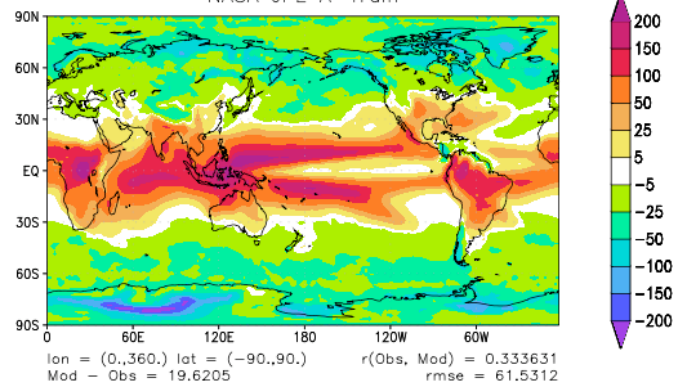 90N
60N
30N
EQ
30S
60S
90S
0 60E 120E 180 120W 60W
200
150
100
50
25
5
−5
−25
−50
−100
−150
−200
lon = (0.,360.) lat = (−90.,90.) r(Obs, Mod) = 0.333631
Mod − Obs = 19.6205 rmse = 61.5312